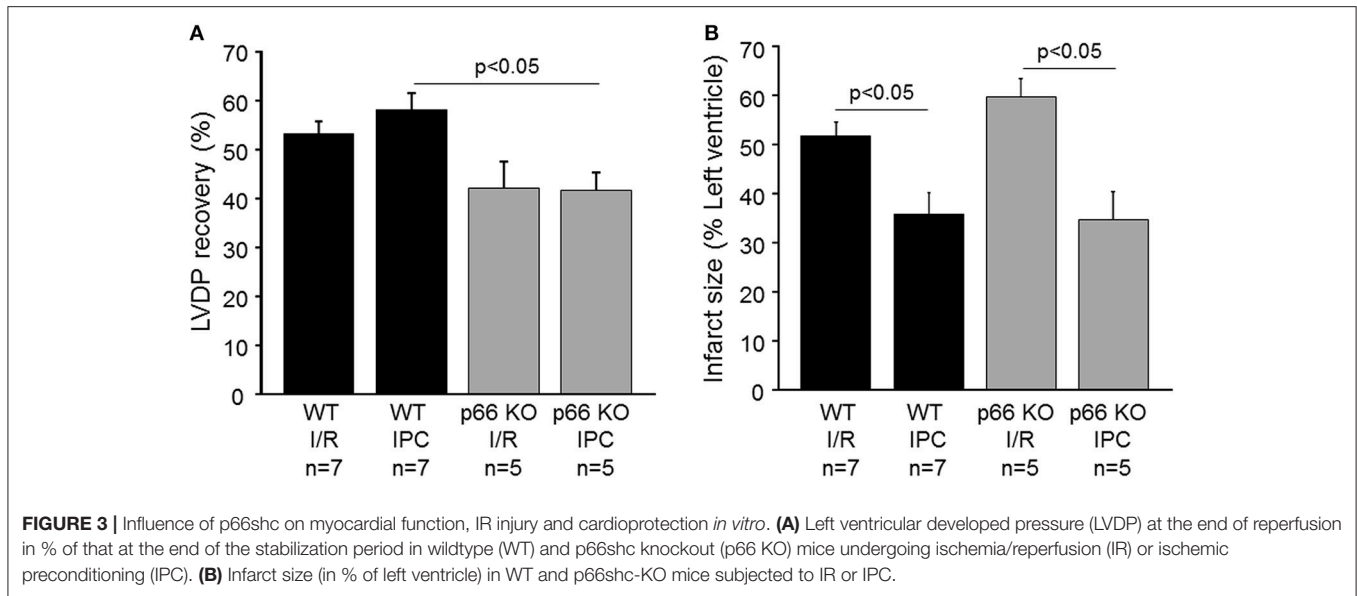 A
LVDP recovery (%)
70
60
50
40
30
20
10
0
p<0.05
WT
I/R
n=7
WT
IPC
n=7
p66 KO
I/R
n=5
p66 KO
IPC
n=5
B
Infarct size (% Left ventricle)
70
60
50
40
30
20
10
0
p<0.05
p<0.05
WT
I/R
n=7
WT
IPC
n=7
p66 KO
I/R
n=5
p66 KO
IPC
n=5
FIGURE 3 | Influence of p66shc on myocardial function, IR injury and cardioprotection in vitro. (A) Left ventricular developed pressure (LVDP) at the end of reperfusion
in % of that at the end of the stabilization period in wildtype (WT) and p66shc knockout (p66 KO) mice undergoing ischemia/reperfusion (IR) or ischemic
preconditioning (IPC). (B) Infarct size (in % of left ventricle) in WT and p66shc-KO mice subjected to IR or IPC.